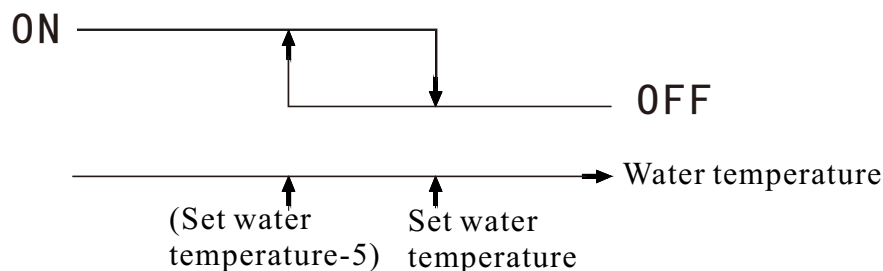 ON
OFF
Water temperature
(Set water
temperature-5)
Set water
temperature